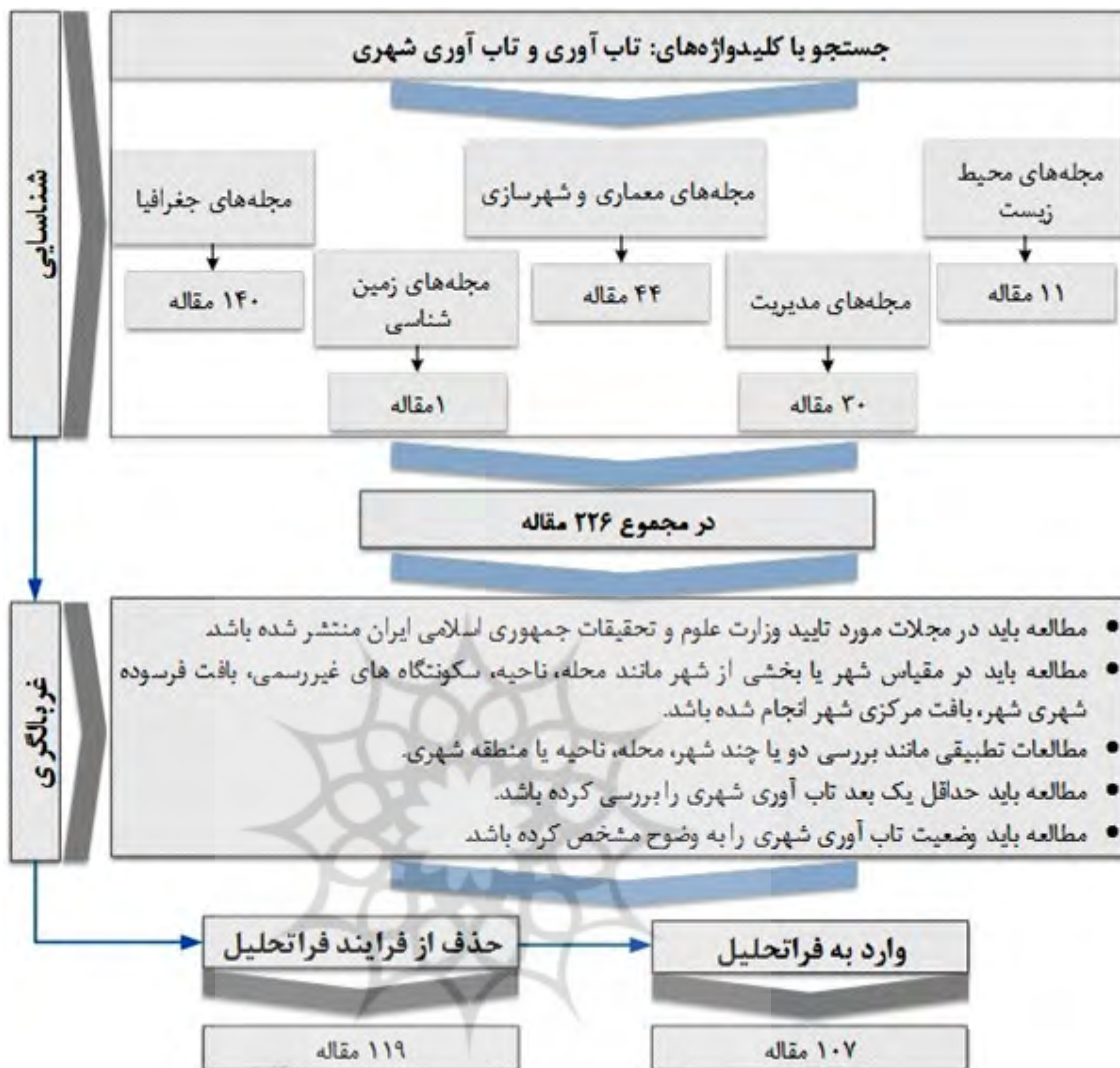 جستجو با کلیدواژه‌های: تاب آوری و تاب آوری شهری
شناسایی
مجله‌های محیط
زیست
۱۱ مقاله
مجله‌های مدیریت
۳۰ مقاله
مجله‌های معماری و شهرسازی
۴۴ مقاله
مجله‌های زمین
شناسی
۱مقاله
مجله‌های جغرافیا
۱۴۰ مقاله
در مجموع ۲۲۶ مقاله
غربالگری
• مطالعه باید در مجلات مورد تایید وزارت علوم و تحقیقات جمهوری اسلامی ایران منتشر شده باشد.
• مطالعه باید در مقیاس شهر یا بخشی از شهر مانند محله، ناحیه، سکونتگاه های غیررسمی، بافت فرسوده
شهری شهر، بافت مرکزی شهر انجام شده باشد.
• مطالعات تطبیقی مانند بررسی دو یا چند شهر، محله، ناحیه یا منطقه شهری.
• مطالعه باید حداقل یک بعد تاب آوری شهری را بررسی کرده باشد.
• مطالعه باید وضعیت تاب آوری شهری را به وضوح مشخص کرده باشد.
وارد به فراتحلیل
حذف از فرایند فراتحلیل
۱۰۷ مقاله
۱۱۹ مقاله